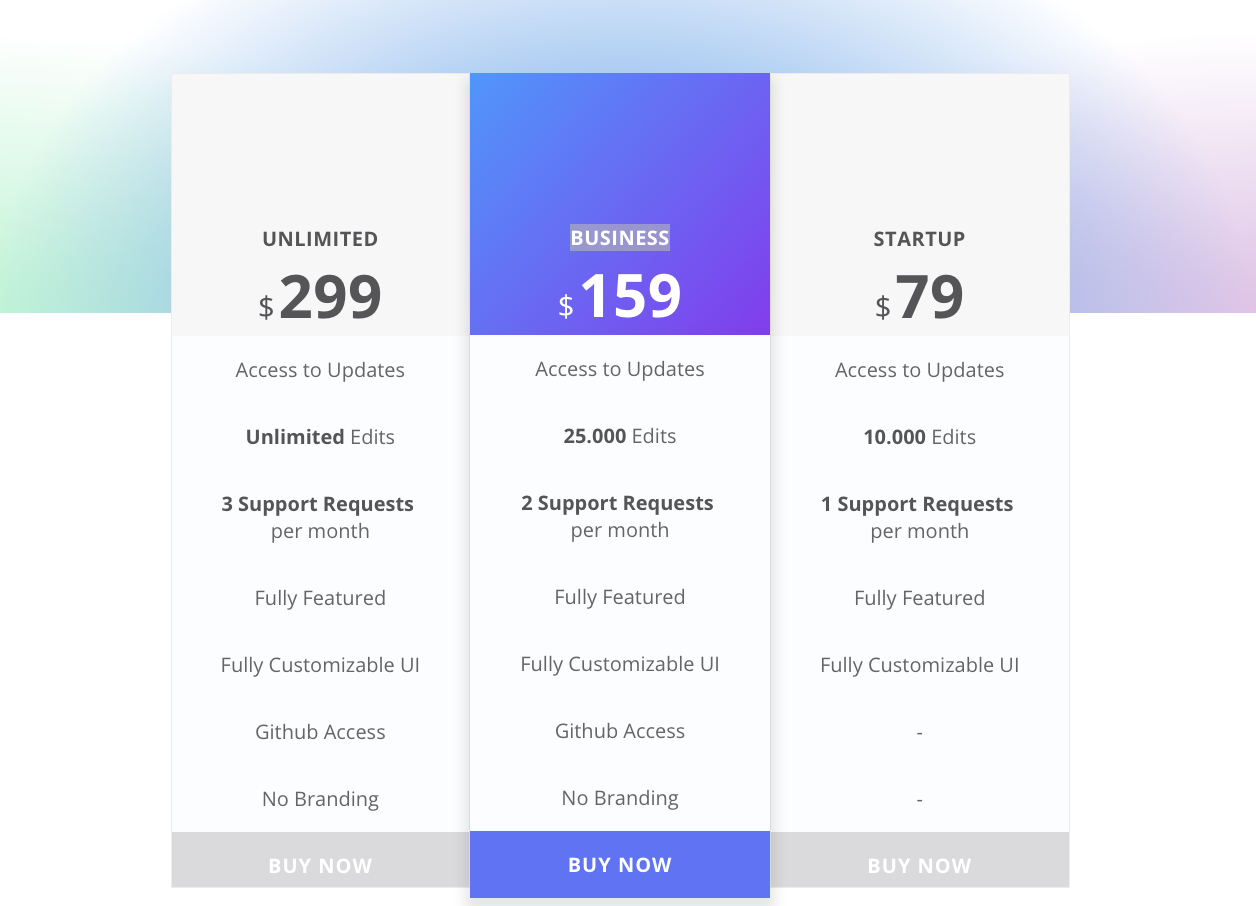 UNLIMITED
$ 299
Access to Updates
Unlimited Edits
3 Support Requests
per month
Fully Featured
Fully Customizable UI
Github Access
No Branding
BUY NOW
BUSINESS
$ 159
Access to Updates
25.000 Edits
2 Support Requests
per month
Fully Featured
Fully Customizable UI
Github Access
No Branding
BUY NOW
STARTUP
$ 79
Access to Updates
10.000 Edits
1 Support Requests
per month
Fully Featured
Fully Customizable UI
-
-
BUY NOW